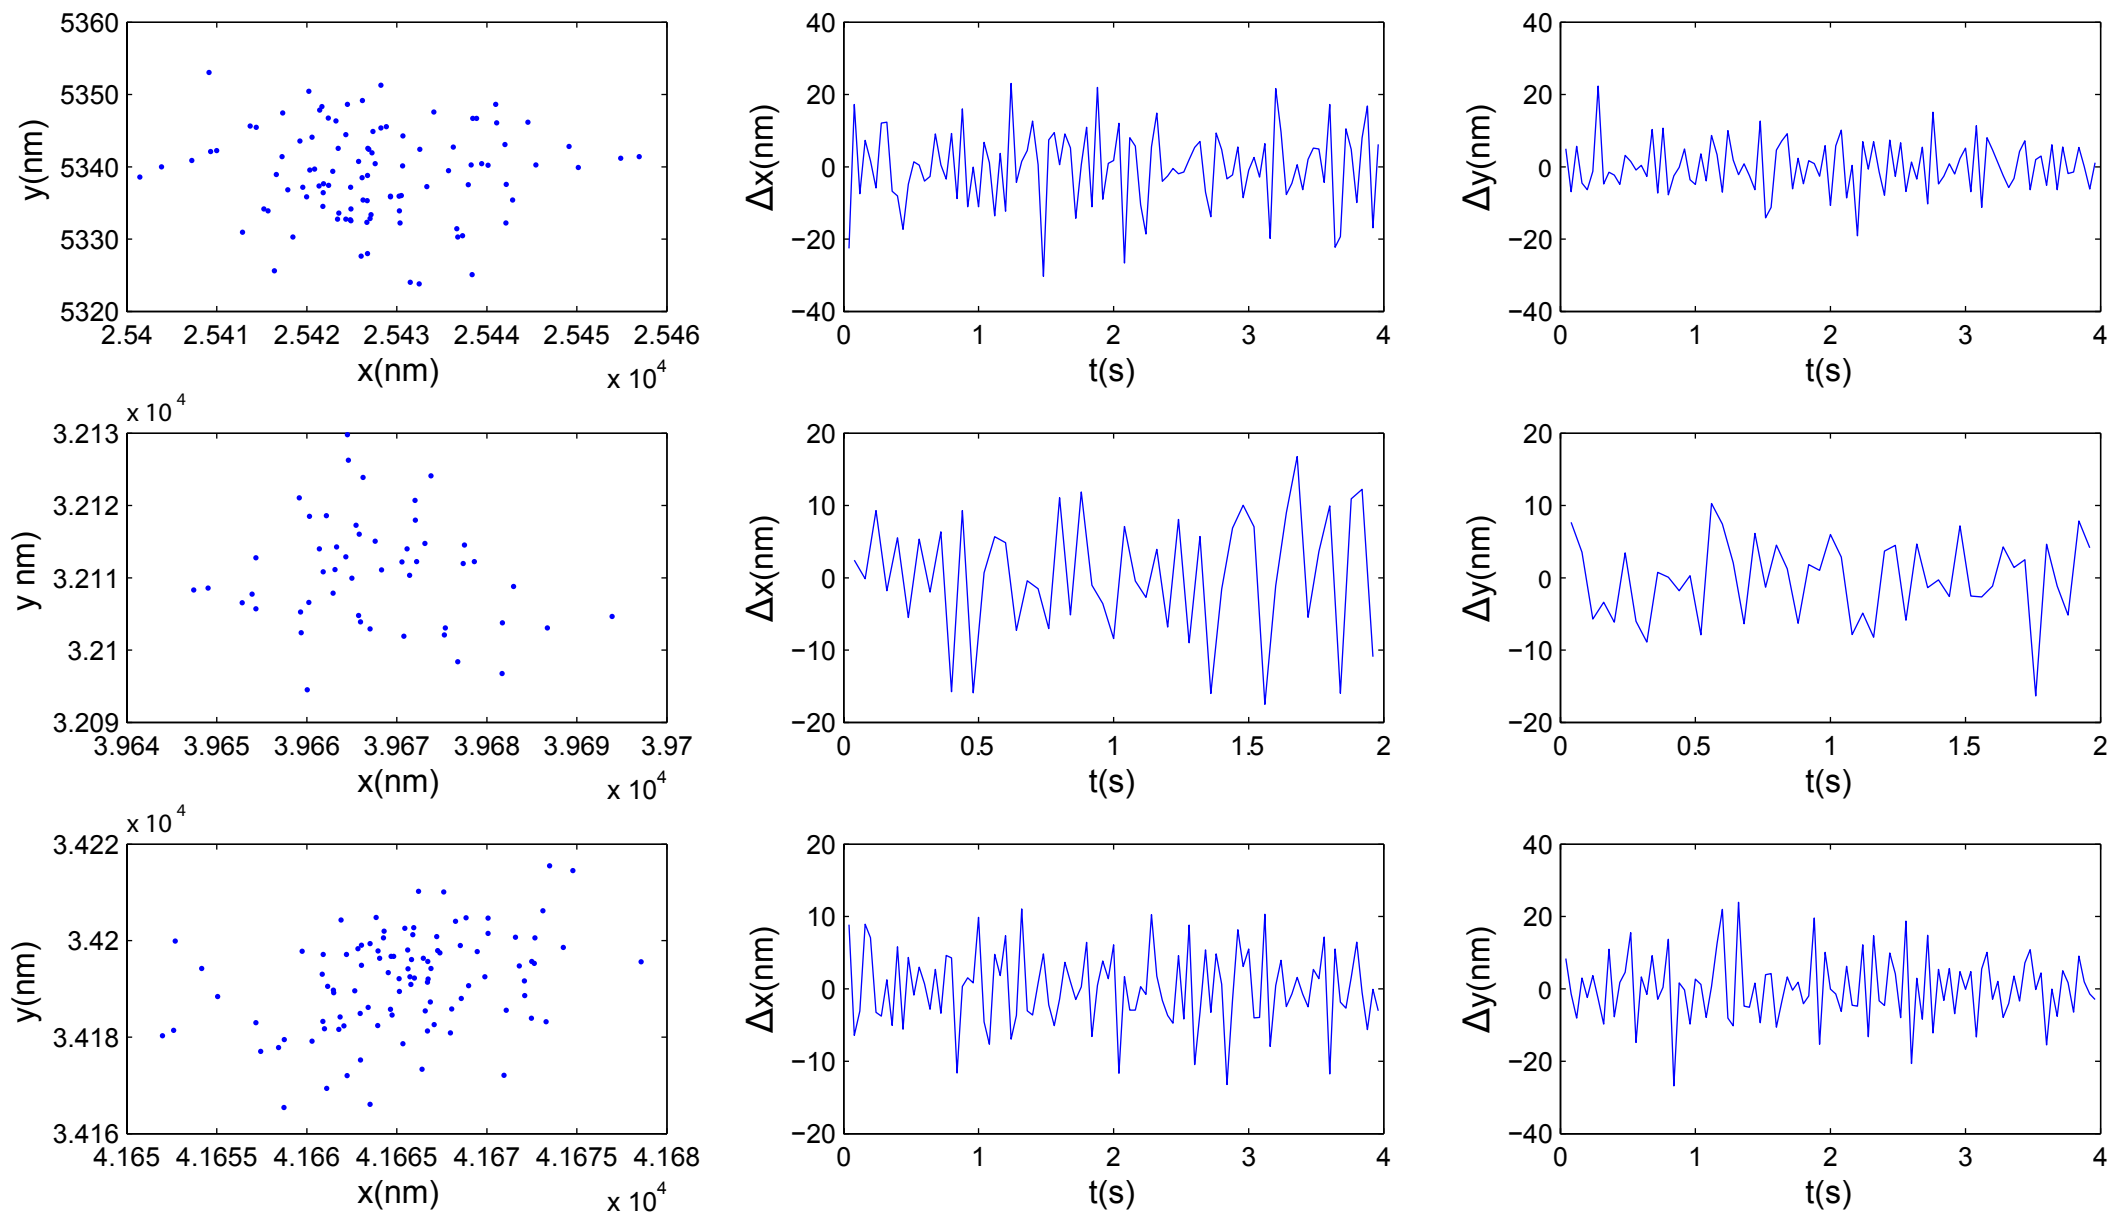 5360
5350
5340
5330
5320
y(nm)
2.54 2.541 2.542 2.543 2.544 2.545 2.546
x(nm)
x 10^4
40
20
0
−20
−40
Δx(nm)
0 1 2 3 4
t(s)
40
20
0
−20
−40
Δy(nm)
0 1 2 3 4
t(s)
x 10^4
3.213
3.212
3.211
3.21
3.209
y nm)
3.964 3.965 3.966 3.967 3.968 3.969 3.97
x(nm)
x 10^4
20
10
0
−10
−20
Δx(nm)
0 0.5 1 1.5 2
t(s)
20
10
0
−10
−20
Δy(nm)
0 0.5 1 1.5 2
t(s)
x 10^4
3.422
3.42
3.418
3.416
y(nm)
4.165 4.1655 4.166 4.1665 4.167 4.1675 4.168
x(nm)
x 10^4
20
10
0
−10
−20
Δx(nm)
0 1 2 3 4
t(s)
40
20
0
−20
−40
Δy(nm)
0 1 2 3 4
t(s)